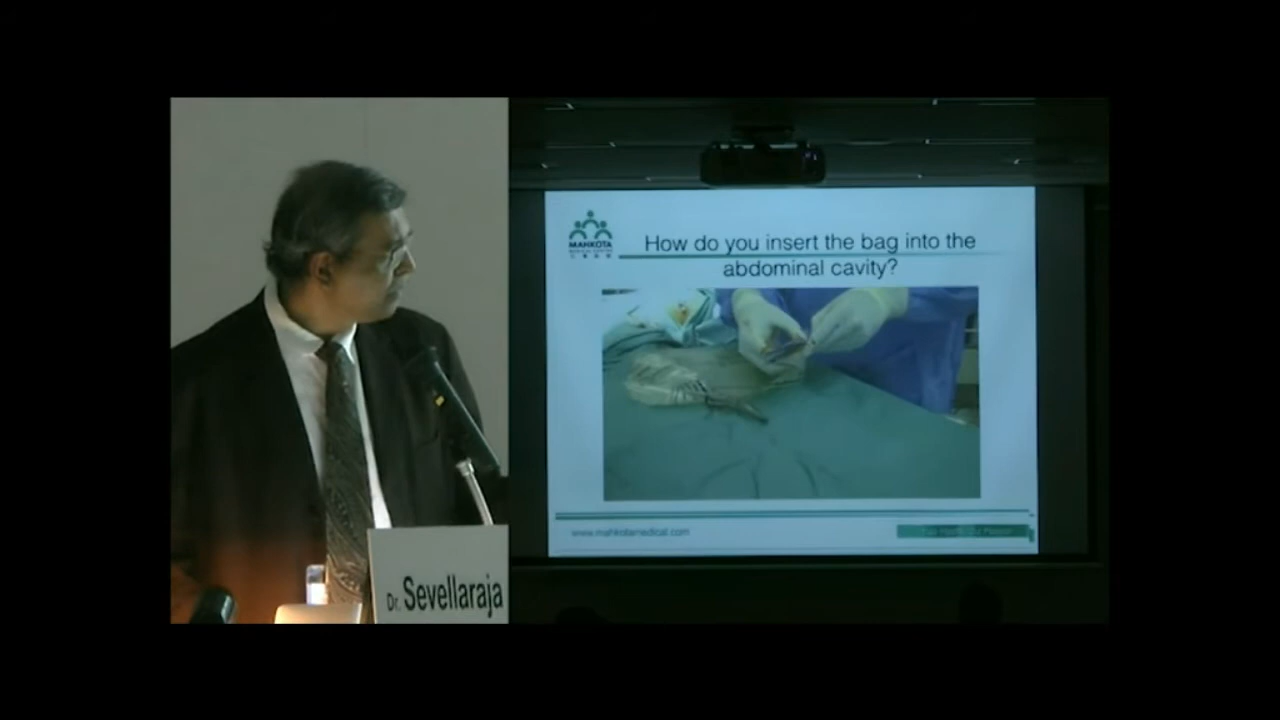 MAHKOTA
How do you insert the bag into the
abdominal cavity?
www.mahkotamedical.com
Dr. Sevellaraja